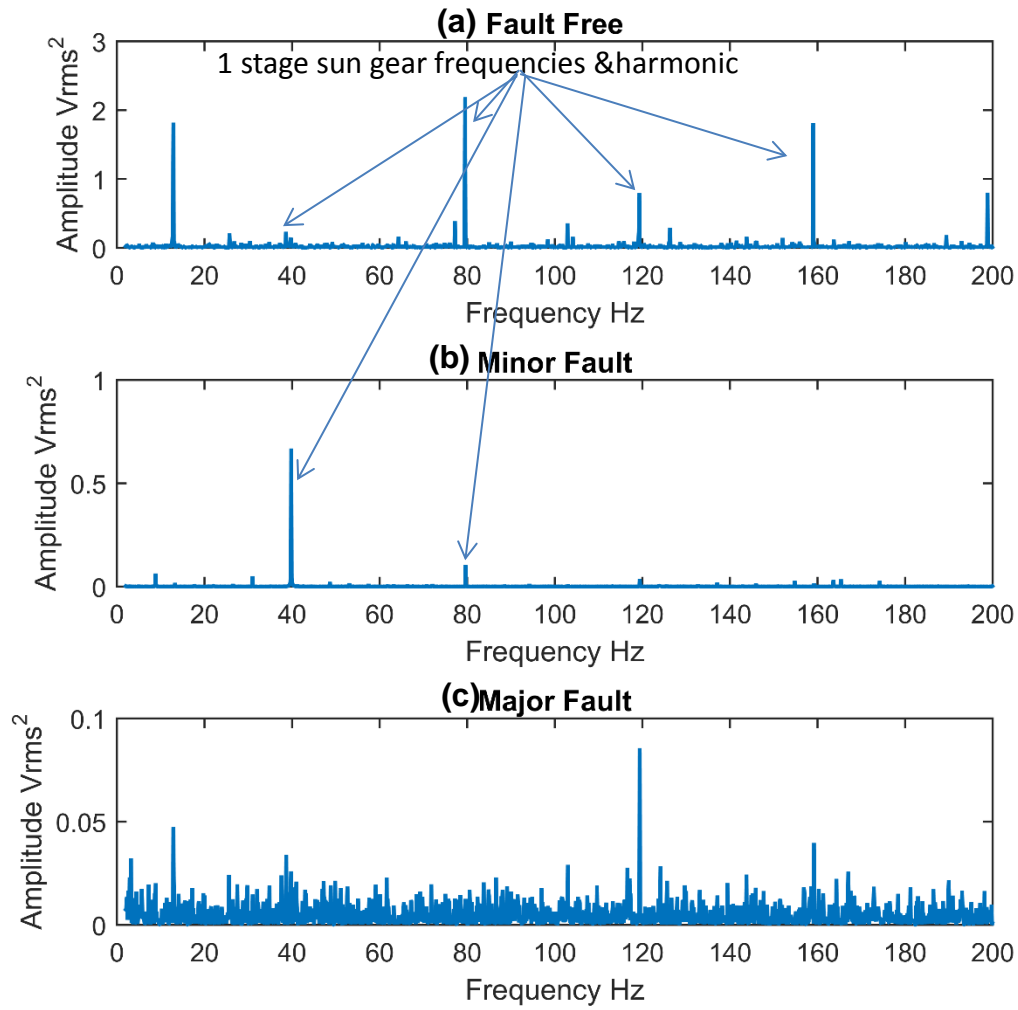 (a) Fault Free
1 stage sun gear frequencies &harmonic
Amplitude Vrms²
3
2
1
0
0 20 40 60 80 100 120 140 160 180 200
Frequency Hz
(b) Minor Fault
Amplitude Vrms²
1
0.5
0
0 20 40 60 80 100 120 140 160 180 200
Frequency Hz
(c)Major Fault
Amplitude Vrms²
0.1
0.05
0
0 20 40 60 80 100 120 140 160 180 200
Frequency Hz